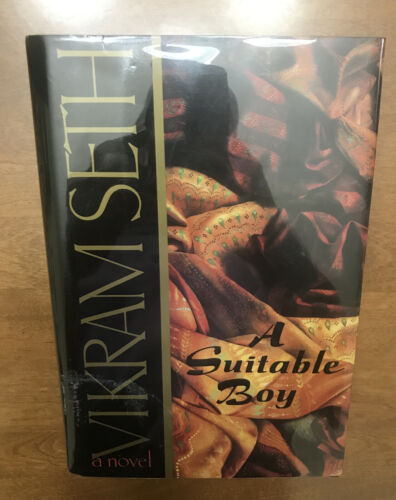 VIKRAM SETH
a novel
A
Suitable
Boy